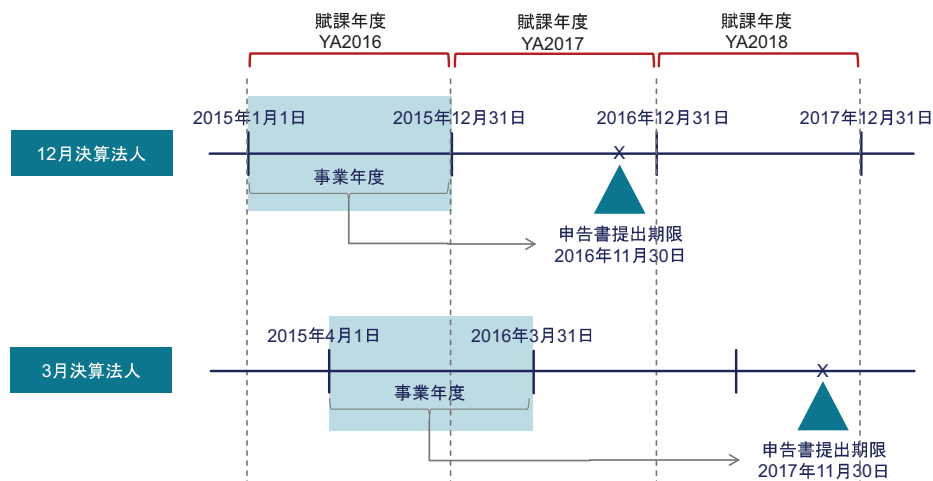 賦課年度
YA2016
賦課年度
YA2017
賦課年度
YA2018
2015年1月1日
2015年12月31日
2016年12月31日
2017年12月31日
12月決算法人
X
事業年度
申告書提出期限
2016年11月30日
2015年4月1日
2016年3月31日
3月決算法人
X
事業年度
申告書提出期限
2017年11月30日